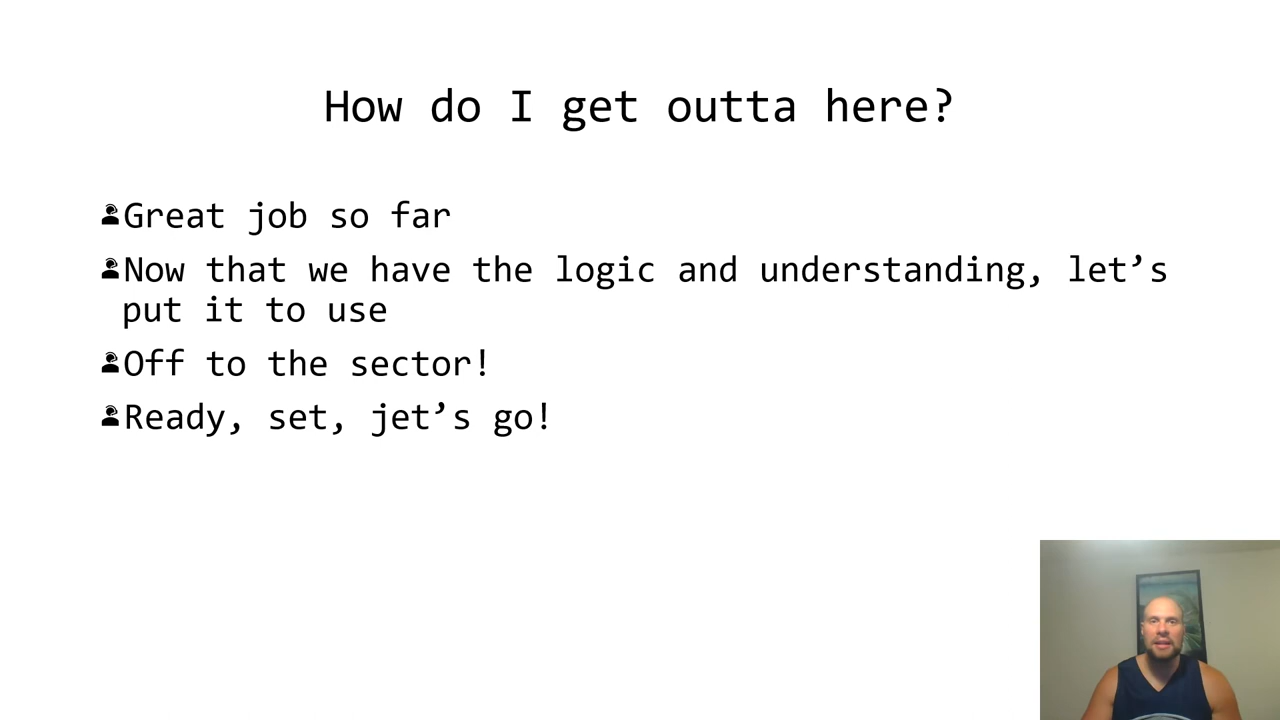 How do I get outta here?
Great job so far
Now that we have the logic and understanding, let’s
put it to use
Off to the sector!
Ready, set, jet’s go!